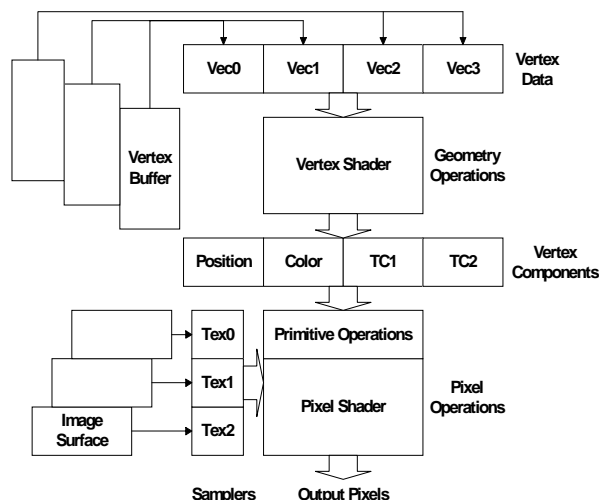 Vec0 Vec1 Vec2 Vec3
Vertex
Data
Vertex
Buffer
Vertex Shader
Geometry
Operations
Position Color TC1 TC2
Vertex
Components
Tex0
Primitive Operations
Tex1
Pixel Shader
Pixel
Operations
Image
Surface
Tex2
Samplers
Output Pixels